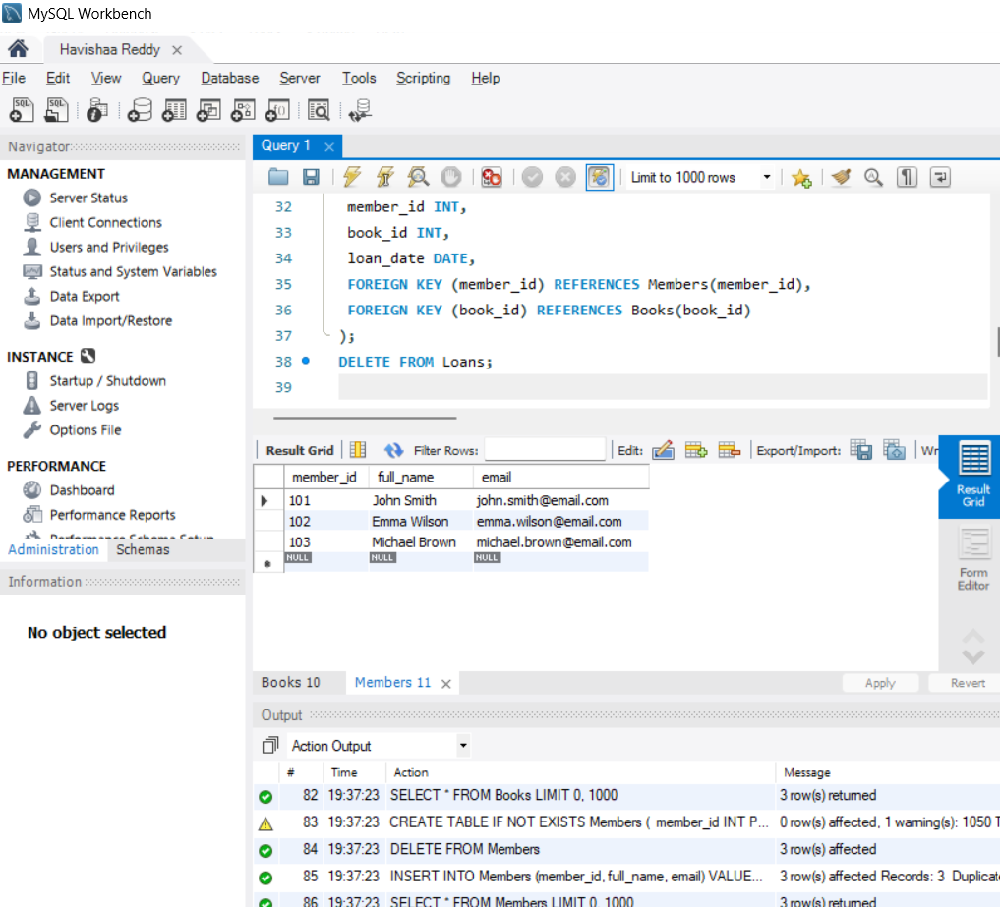 MySQL Workbench
Havishaa Reddy
File Edit View Query Database Server Tools Scripting Help
Navigator
MANAGEMENT
Server Status
Client Connections
Users and Privileges
Status and System Variables
Data Export
Data Import/Restore
INSTANCE
Startup / Shutdown
Server Logs
Options File
PERFORMANCE
Dashboard
Performance Reports
Performance Schema Setup
Administration Schemas
Information
No object selected
Query 1
Limit to 1000 rows
32 member_id INT,
33 book_id INT,
34 loan_date DATE,
35 FOREIGN KEY (member_id) REFERENCES Members(member_id),
36 FOREIGN KEY (book_id) REFERENCES Books(book_id)
37 );
38 DELETE FROM Loans;
39
Result Grid Filter Rows: Edit: Export/Import: Wr
member_id full_name email
101 John Smith john.smith@email.com
102 Emma Wilson emma.wilson@email.com
103 Michael Brown michael.brown@email.com
NULL NULL NULL
Result Grid
Form Editor
Books 10 Members 11
Apply Revert
Output
Action Output
# Time Action Message
82 19:37:23 SELECT * FROM Books LIMIT 0, 1000 3 row(s) returned
83 19:37:23 CREATE TABLE IF NOT EXISTS Members ( member_id INT P... 0 row(s) affected, 1 warning(s): 1050 T
84 19:37:23 DELETE FROM Members 3 row(s) affected
85 19:37:23 INSERT INTO Members (member_id, full_name, email) VALUE... 3 row(s) affected Records: 3 Duplicate
86 19:37:23 SELECT * FROM Members LIMIT 0, 1000 3 row(s) returned